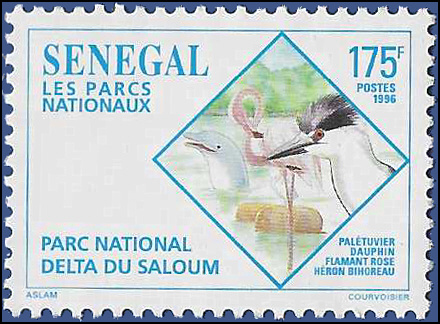 SENEGAL
LES PARCS
NATIONAUX
175F
POSTES
1996
PARC NATIONAL
DELTA DU SALOUM
PALÉTUVIER
DAUPHIN
FLAMANT ROSE
HÉRON BIHOREAU
ASLAM
COURVOISIER